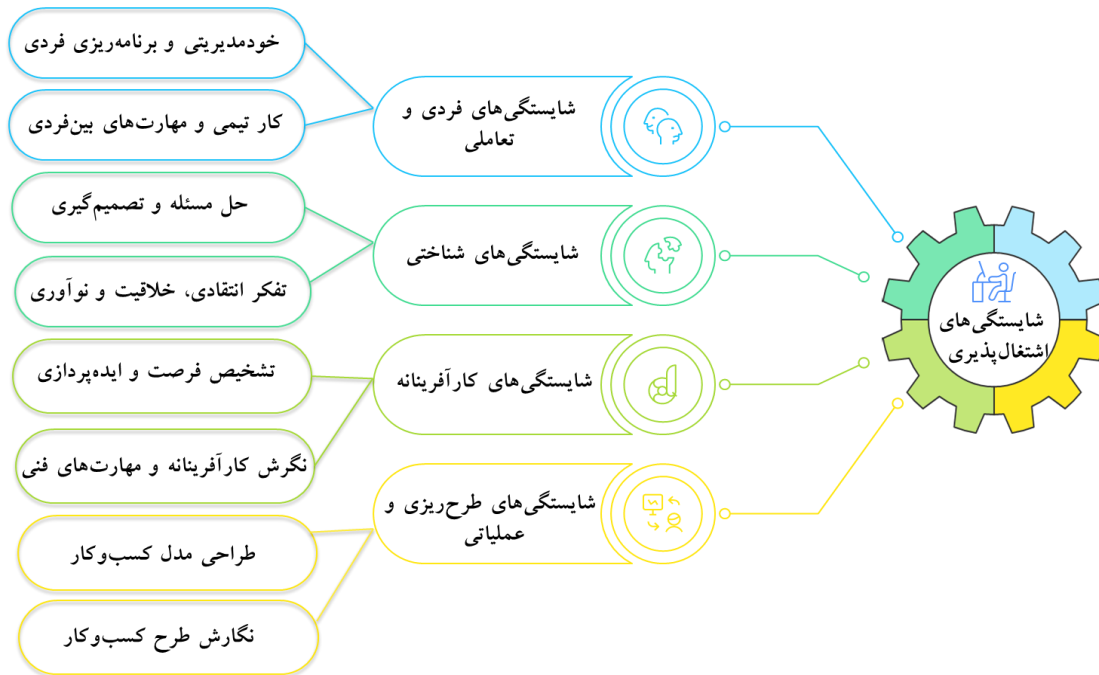 شایستگی‌های
اشتغال‌پذیری
شایستگی‌های فردی و
تعاملی
خودمدیریتی و برنامه‌ریزی فردی
کار تیمی و مهارت‌های بین‌فردی
شایستگی‌های شناختی
حل مسئله و تصمیم‌گیری
تفکر انتقادی، خلاقیت و نوآوری
شایستگی‌های کارآفرینانه
تشخیص فرصت و ایده‌پردازی
نگرش کارآفرینانه و مهارت‌های فنی
شایستگی‌های طرح‌ریزی و
عملیاتی
طراحی مدل کسب‌وکار
نگارش طرح کسب‌وکار